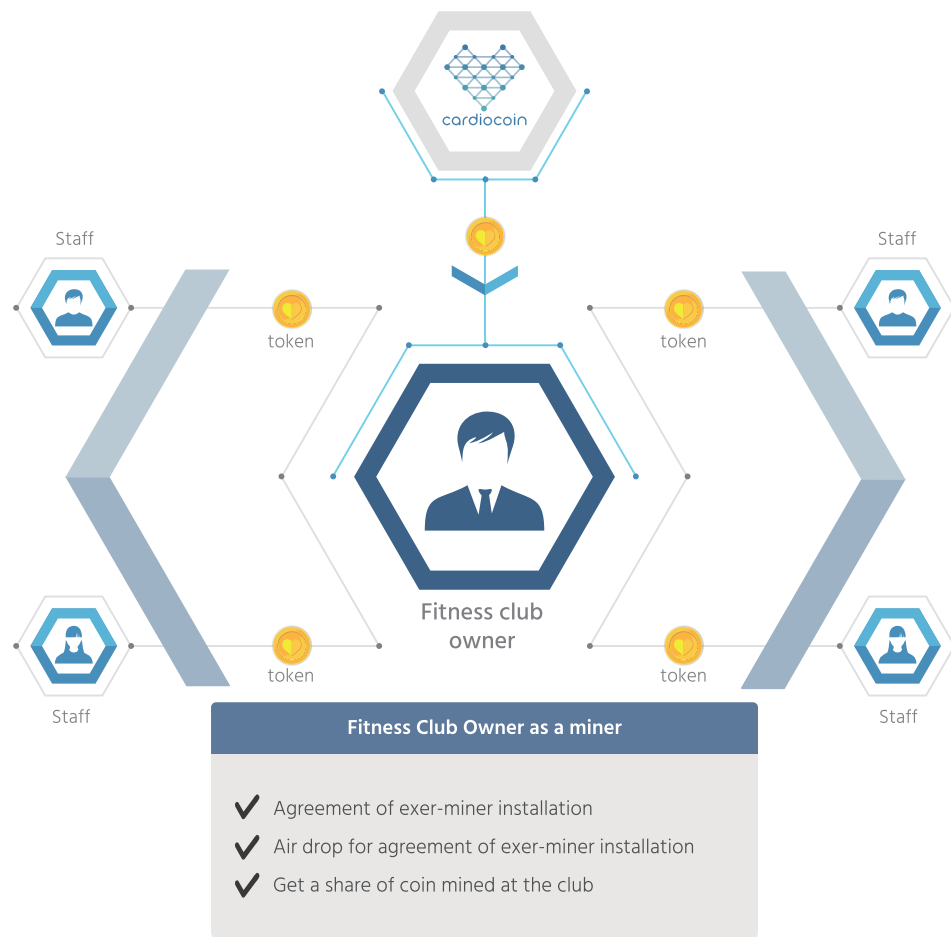 cardiocoin
Staff
Staff
token
token
Fitness club
owner
token
token
Staff
Staff
Fitness Club Owner as a miner
Agreement of exer-miner installation
Air drop for agreement of exer-miner installation
Get a share of coin mined at the club